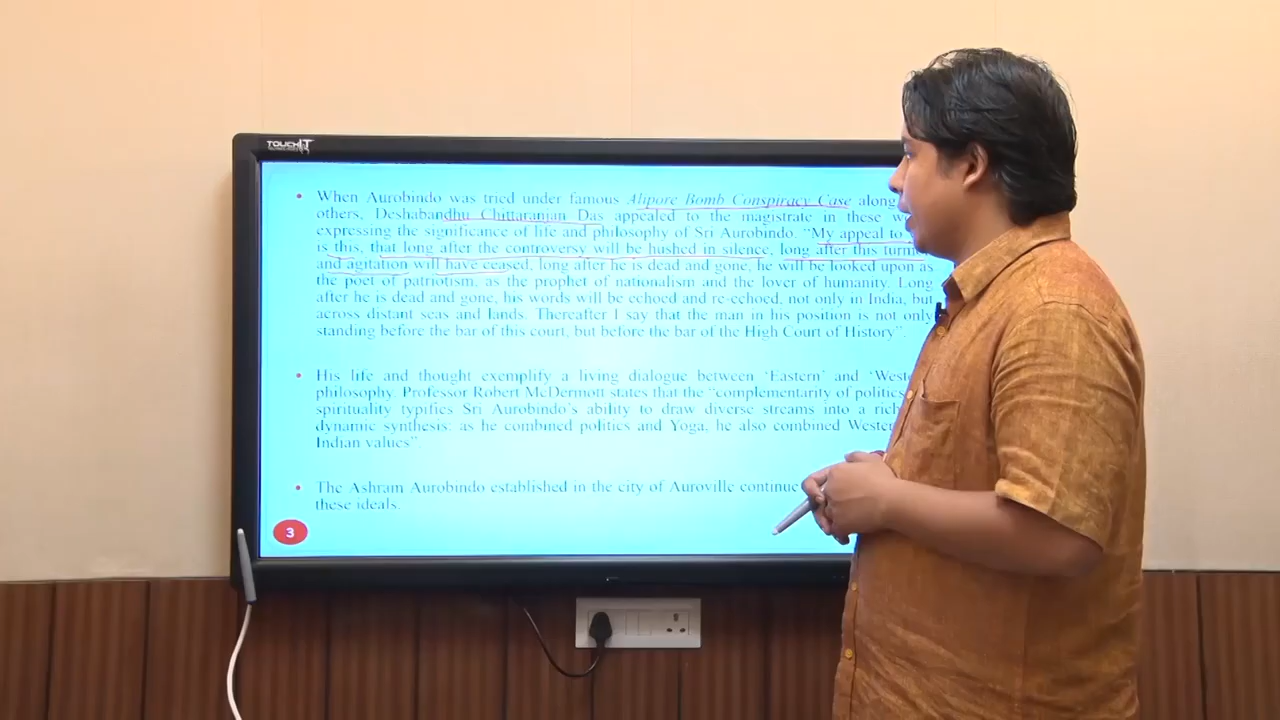 TOUCHIT
TECHNOLOGIES
When Aurobindo was tried under famous Alipore Bomb Conspiracy Case along
others, Deshabandhu Chittaranjan Das appealed to the magistrate in these
expressing the significance of life and philosophy of Sri Aurobindo. “My appeal to
is this, that long after the controversy will be hushed in silence, long after this
and agitation will have ceased, long after he is dead and gone, he will be looked upon as
the poet of patriotism, as the prophet of nationalism and the lover of humanity. Long
after he is dead and gone, his words will be echoed and re-echoed, not only in India, but
across distant seas and lands. Thereafter I say that the man in his position is not only
standing before the bar of this court, but before the bar of the High Court of History”.
His life and thought exemplify a living dialogue between ‘Eastern’ and
philosophy. Professor Robert McDermott states that the “complementarity of politics
spirituality typifies Sri Aurobindo’s ability to draw diverse streams into a rich
dynamic synthesis: as he combined politics and Yoga, he also combined
Indian values”.
The Ashram Aurobindo established in the city of Auroville continue
these ideals.
3